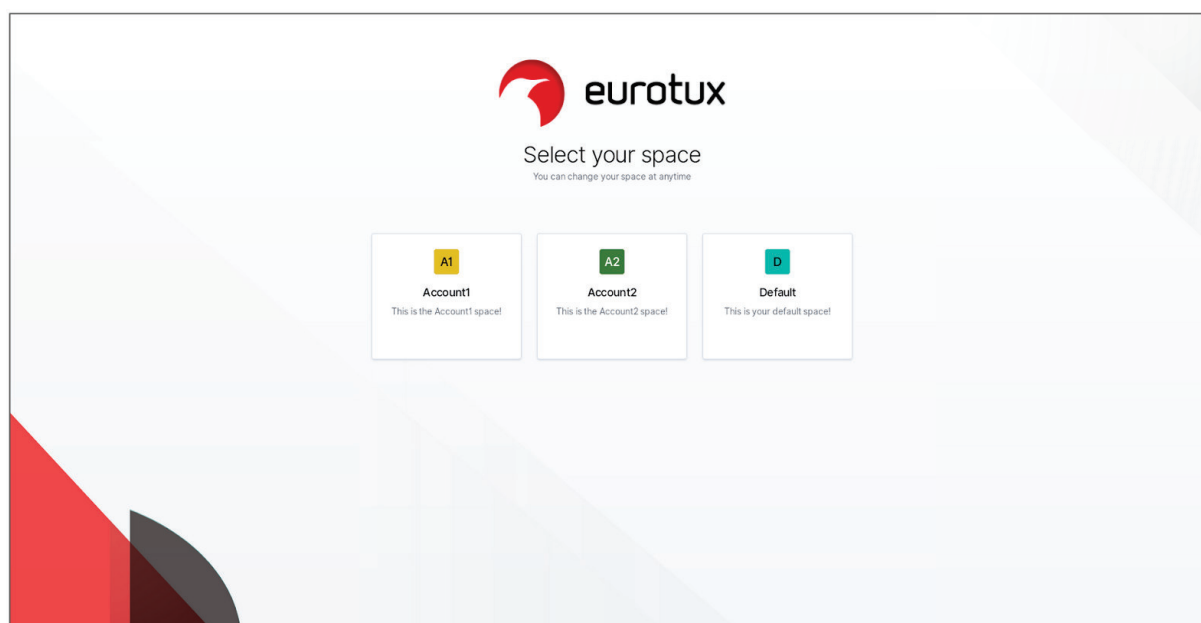 eurotux
Select your space
You can change your space at anytime
A1
Account1
This is the Account1 space!
A2
Account2
This is the Account2 space!
D
Default
This is your default space!